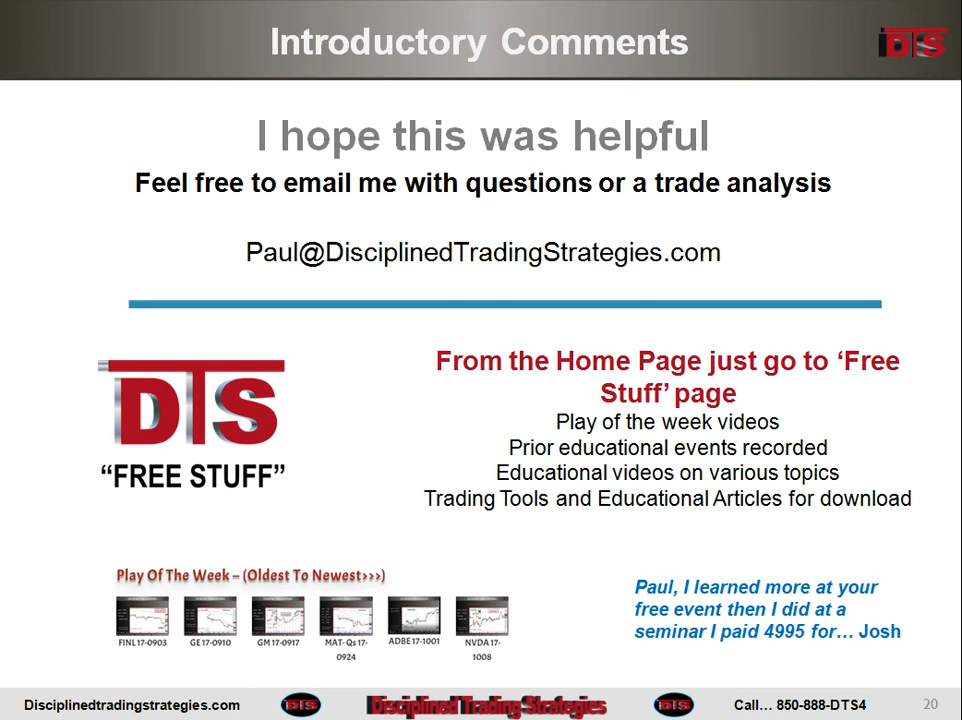 Introductory Comments
DTS
I hope this was helpful
Feel free to email me with questions or a trade analysis
Paul@DisciplinedTradingStrategies.com
DTS
“FREE STUFF”
From the Home Page just go to ‘Free
Stuff’ page
Play of the week videos
Prior educational events recorded
Educational videos on various topics
Trading Tools and Educational Articles for download
Play Of The Week – (Oldest To Newest>>>)
FINL 17-0903
GE 17-0910
GM 17-0917
MAT-Qs 17-
0924
ADBE 17-1001
NVDA 17-
1008
Paul, I learned more at your
free event then I did at a
seminar I paid 4995 for… Josh
Disciplinedtradingstrategies.com
DTS
Disciplined Trading Strategies
DTS
Call… 850-888-DTS4
20